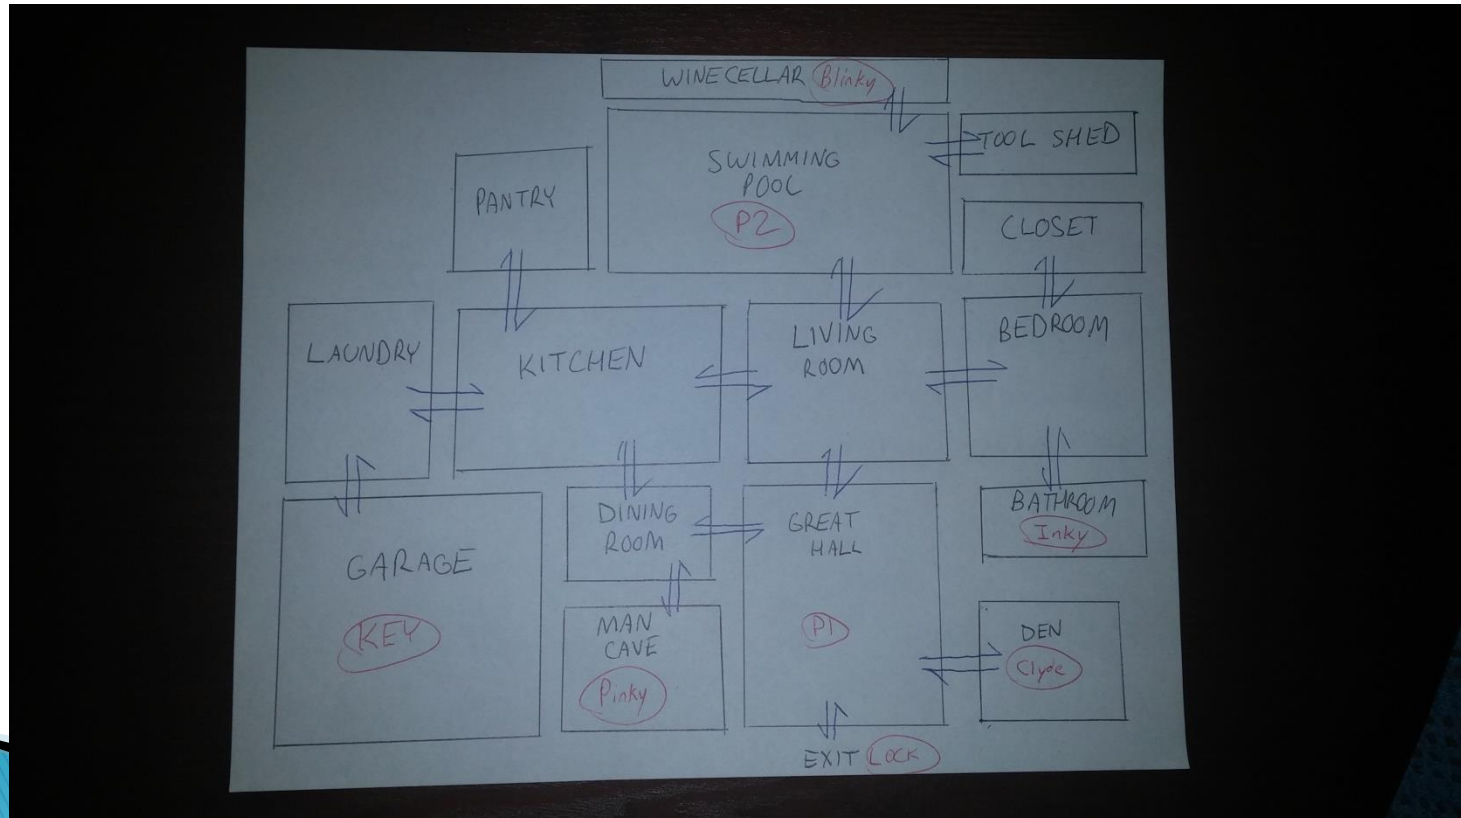 WINECELLAR Blinky
TOOL SHED
SWIMMING
POOL
P2
PANTRY
CLOSET
LAUNDRY
KITCHEN
LIVING
ROOM
BEDROOM
BATHROOM
Inky
DINING
ROOM
GREAT
HALL
GARAGE
KEY
MAN
CAVE
Pinky
P1
DEN
Clyde
EXIT LOCK